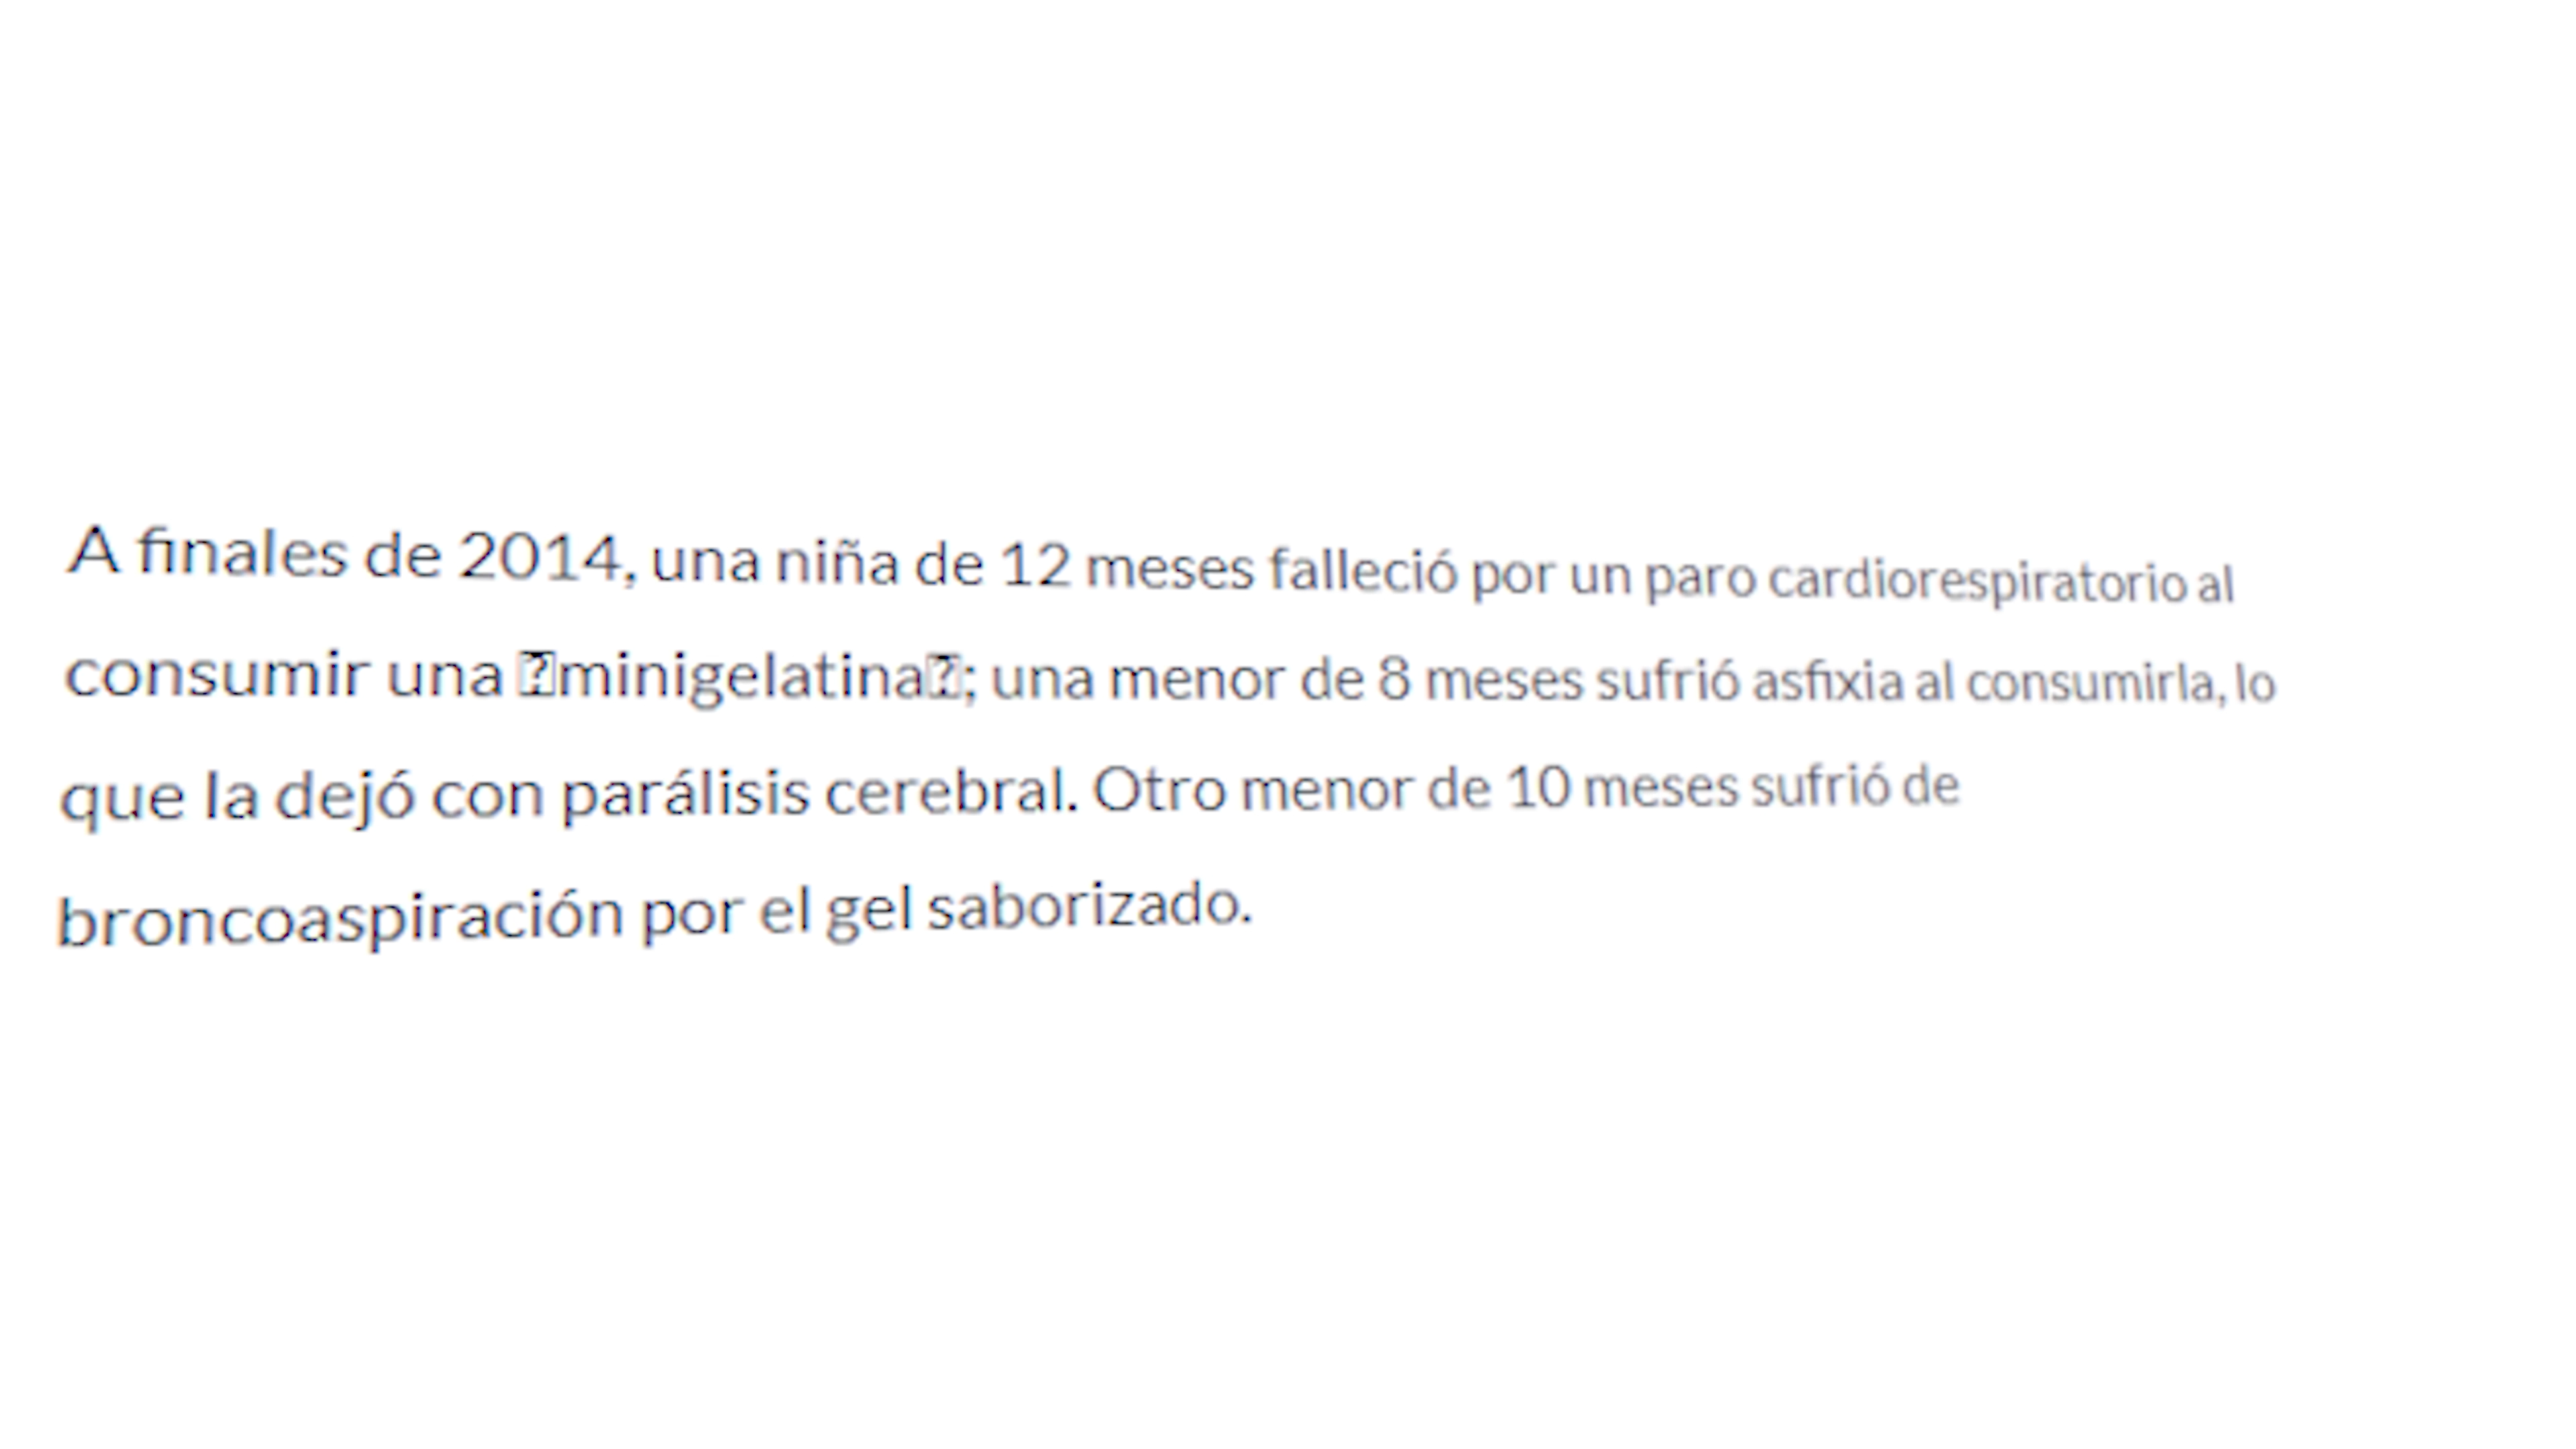 A finales de 2014, una niña de 12 meses falleció por un paro cardiorespiratorio al
consumir una �minigelatina�; una menor de 8 meses sufrió asfixia al consumirla, lo
que la dejó con parálisis cerebral. Otro menor de 10 meses sufrió de
broncoaspiración por el gel saborizado.